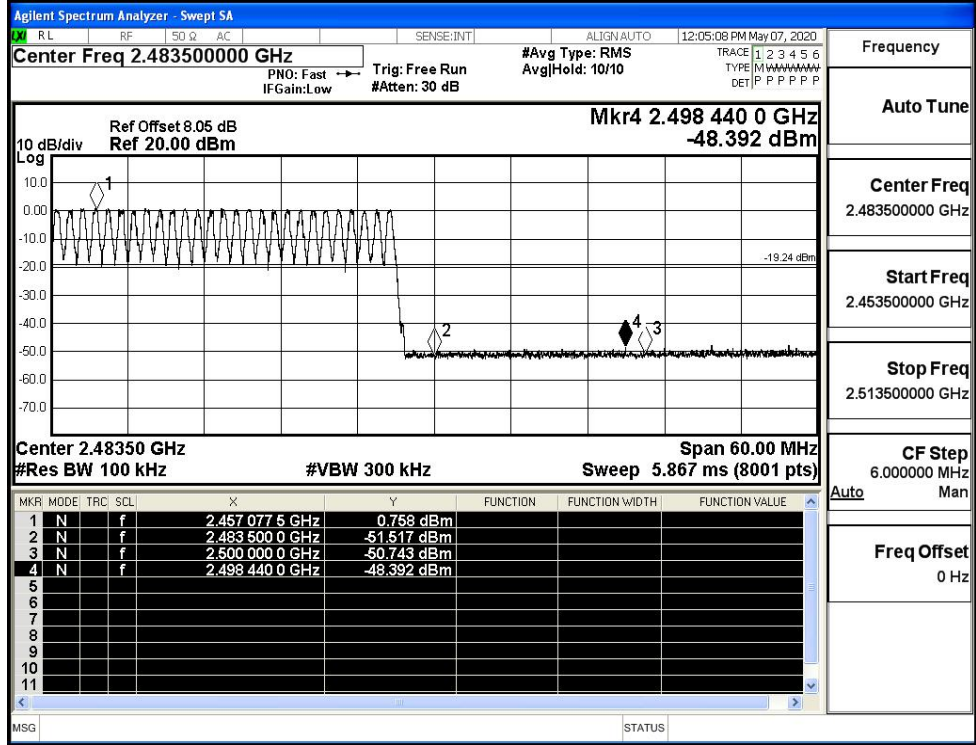 Agilent Spectrum Analyzer - Swept SA
LXI RL RF 50 Ω AC SENSE:INT ALIGN AUTO 12:05:08 PM May 07, 2020
Center Freq 2.483500000 GHz
PNO: Fast
IFGain:Low
Trig: Free Run
#Atten: 30 dB
#Avg Type: RMS
Avg|Hold: 10/10
TRACE 1 2 3 4 5 6
TYPE MWWWWW
DET P P P P P P
Frequency
Ref Offset 8.05 dB
10 dB/div Ref 20.00 dBm
Log
Mkr4 2.498 440 0 GHz
-48.392 dBm
10.0
0.00
-10.0
-20.0
-30.0
-40.0
-50.0
-60.0
-70.0
1
2
4
3
-19.24 dBm
Center 2.48350 GHz Span 60.00 MHz
#Res BW 100 kHz #VBW 300 kHz Sweep 5.867 ms (8001 pts)
MKR MODE TRC SCL X Y FUNCTION FUNCTION WIDTH FUNCTION VALUE
1 N f 2.457 077 5 GHz 0.758 dBm
2 N f 2.483 500 0 GHz -51.517 dBm
3 N f 2.500 000 0 GHz -50.743 dBm
4 N f 2.498 440 0 GHz -48.392 dBm
5
6
7
8
9
10
11
MSG STATUS
Auto Tune
Center Freq
2.483500000 GHz
Start Freq
2.453500000 GHz
Stop Freq
2.513500000 GHz
CF Step
6.000000 MHz
Auto Man
Freq Offset
0 Hz